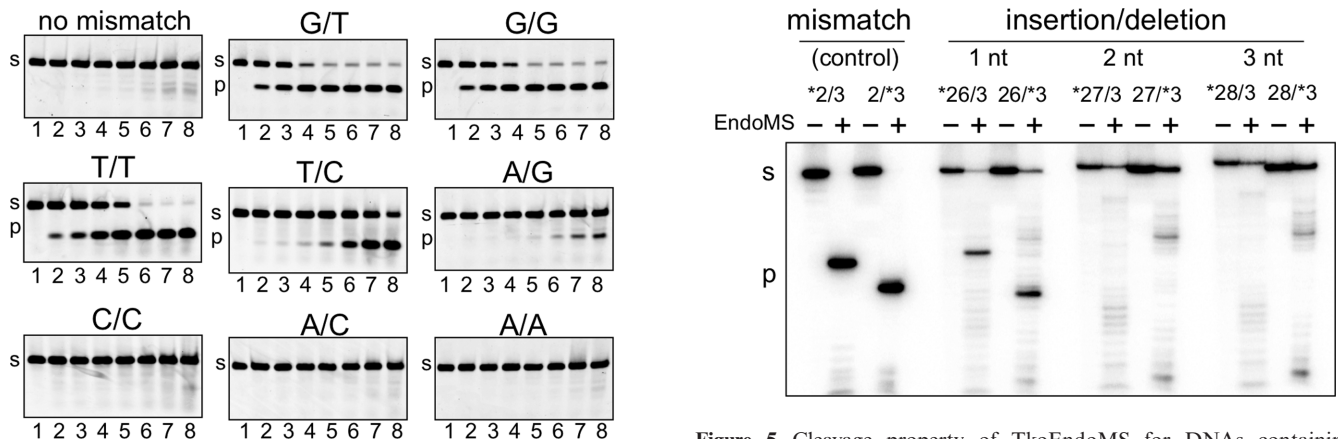 no mismatch G/T G/G
s
s
p
s
p
1 2 3 4 5 6 7 8
1 2 3 4 5 6 7 8
1 2 3 4 5 6 7 8
T/T T/C A/G
s
p
s
p
s
p
1 2 3 4 5 6 7 8
1 2 3 4 5 6 7 8
1 2 3 4 5 6 7 8
C/C A/C A/A
s
s
s
1 2 3 4 5 6 7 8
1 2 3 4 5 6 7 8
1 2 3 4 5 6 7 8
mismatch insertion/deletion
(control) 1 nt 2 nt 3 nt
*2/3 2/*3 *26/3 26/*3 *27/3 27/*3 *28/3 28/*3
EndoMS − + − + − + − + − + − + − + − +
s
p
Figure 5. Cleavage property of TkoEndoMS for DNAs containing